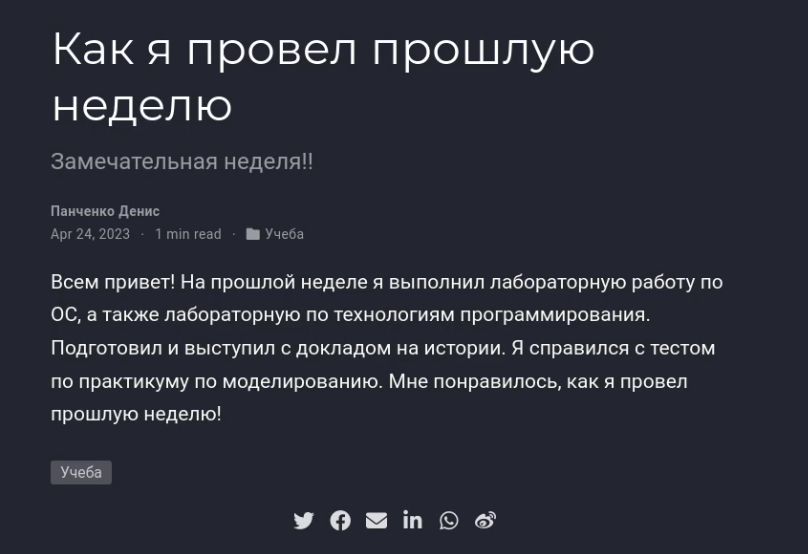 Как я провел прошлую
неделю
Замечательная неделя!!
Панченко Денис
Apr 24, 2023 · 1 min read · Учеба
Всем привет! На прошлой неделе я выполнил лабораторную работу по
ОС, а также лабораторную по технологиям программирования.
Подготовил и выступил с докладом на истории. Я справился с тестом
по практикуму по моделированию. Мне понравилось, как я провел
прошлую неделю!
Учеба